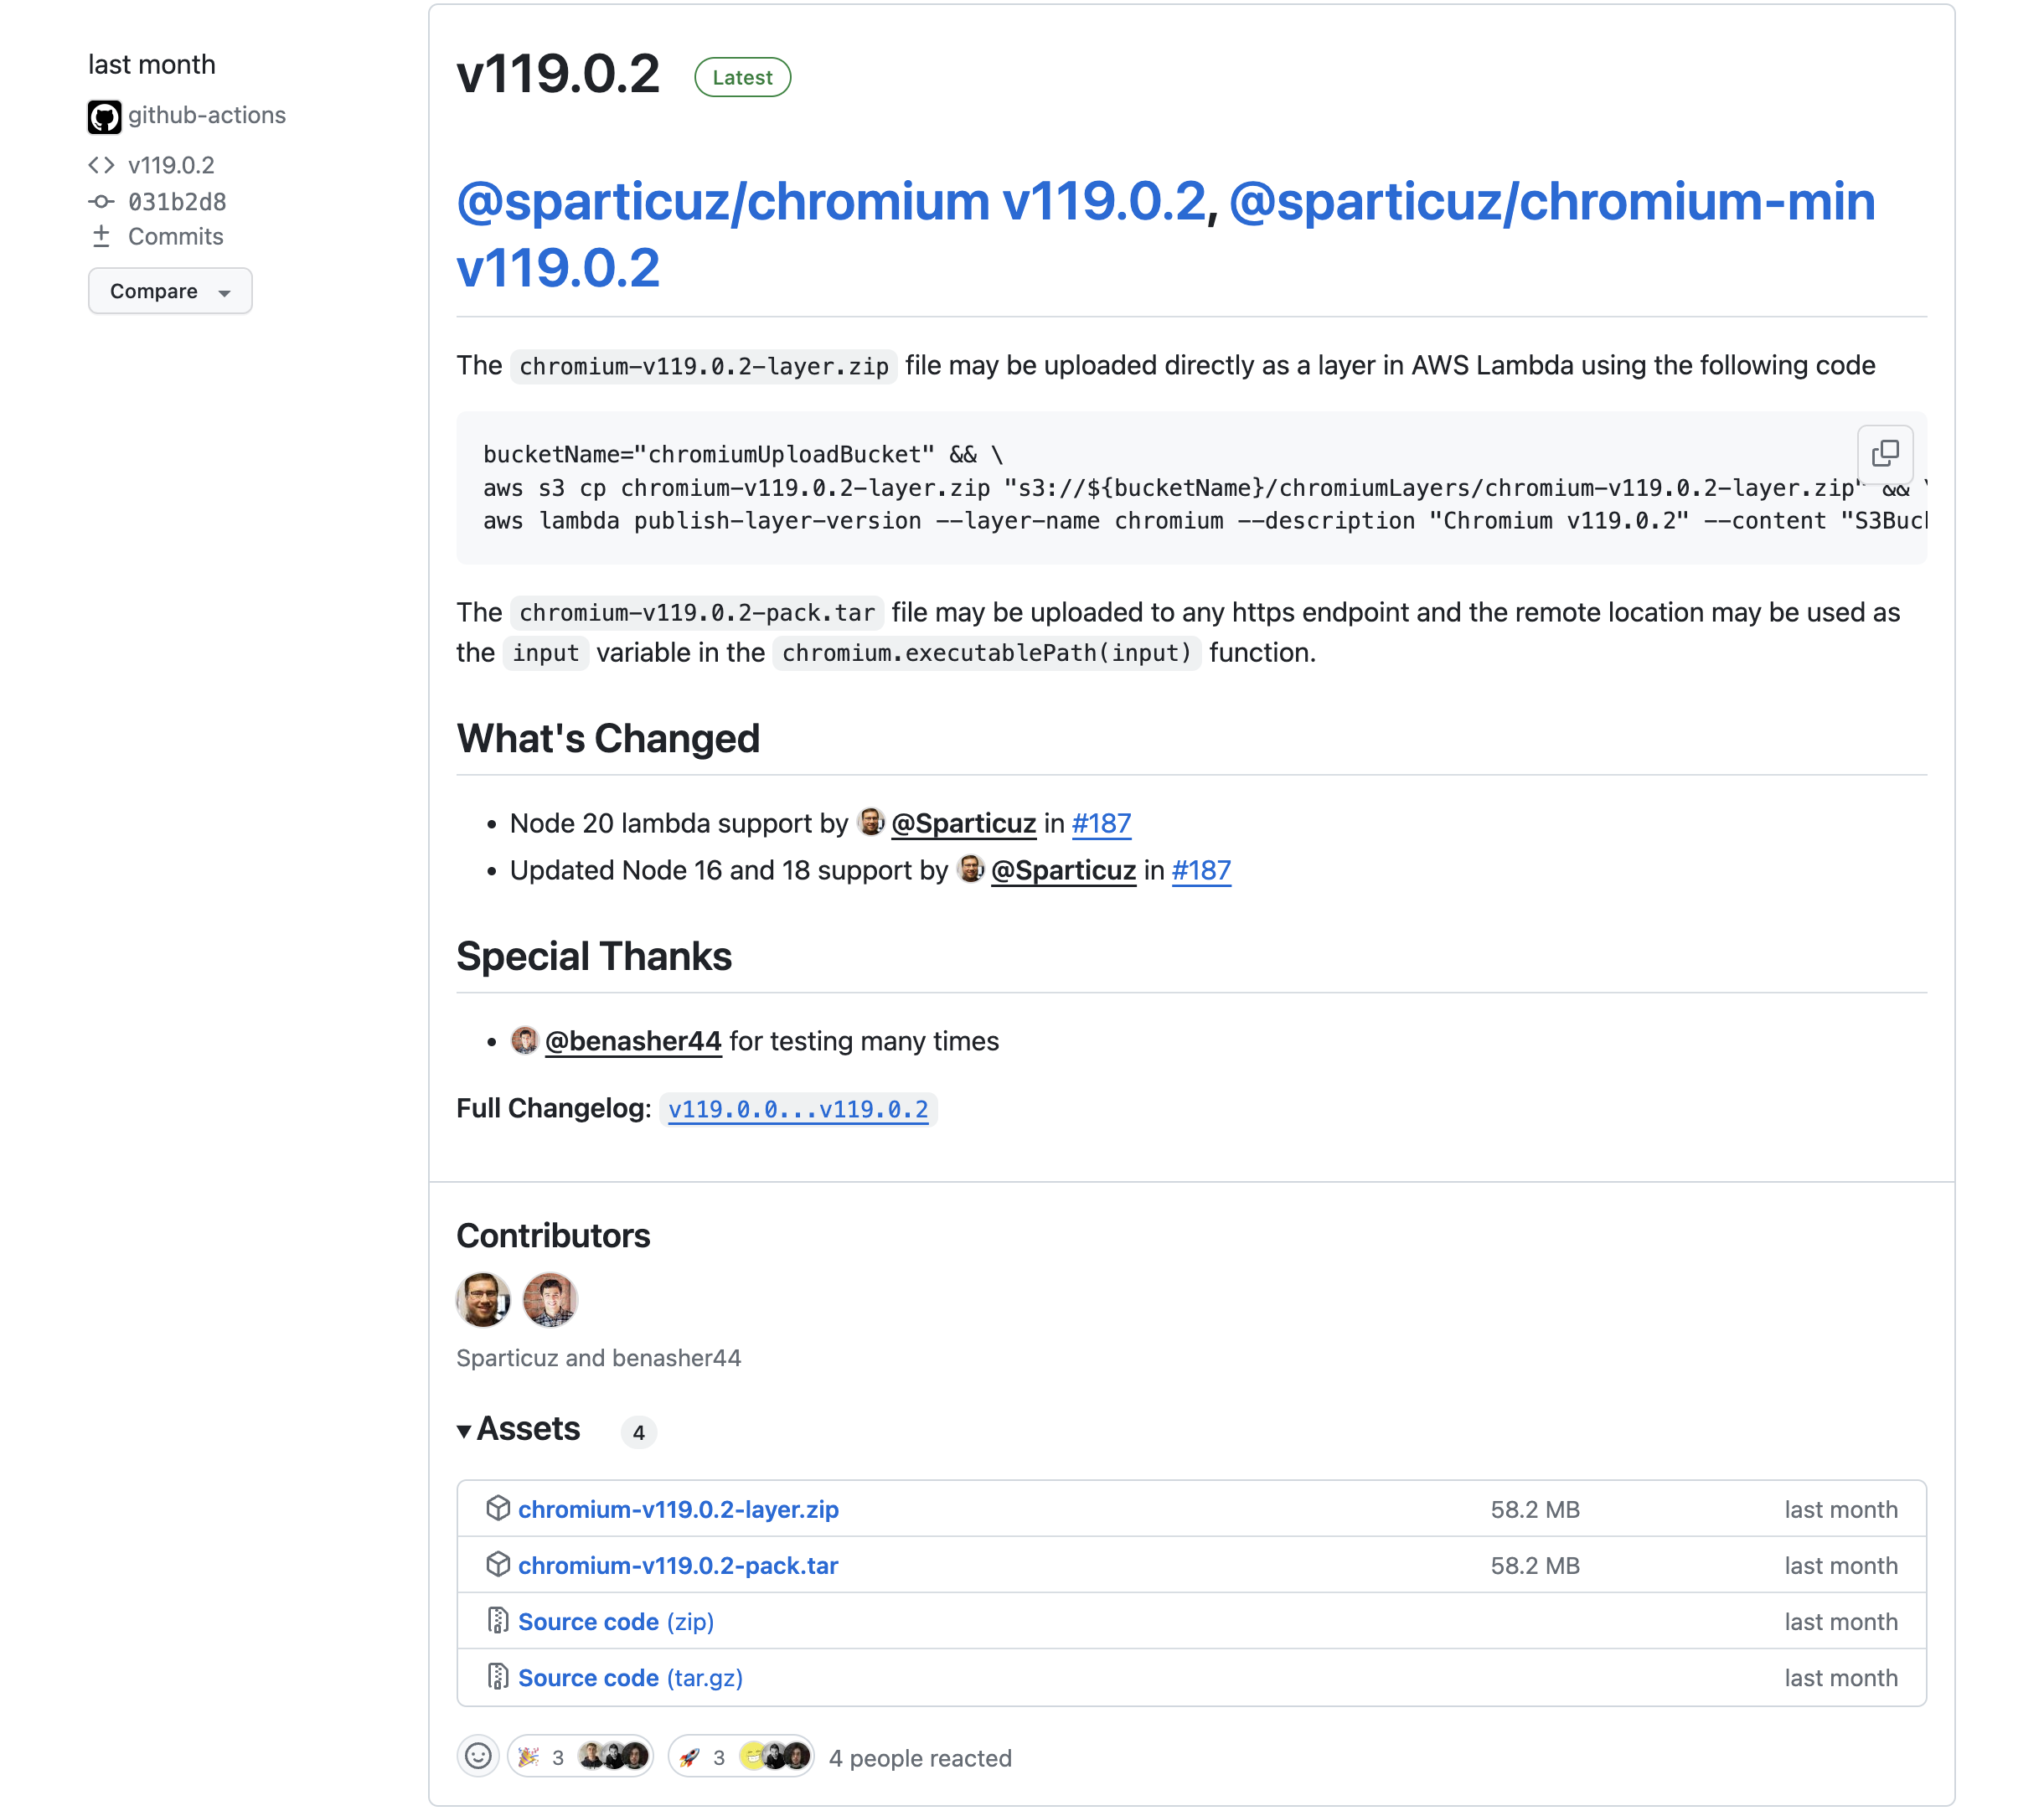 last month
github-actions
v119.0.2
031b2d8
Commits
Compare
v119.0.2 Latest
@sparticuz/chromium v119.0.2, @sparticuz/chromium-min
v119.0.2
The chromium-v119.0.2-layer.zip file may be uploaded directly as a layer in AWS Lambda using the following code
bucketName="chromiumUploadBucket" && \
aws s3 cp chromium-v119.0.2-layer.zip "s3://${bucketName}/chromiumLayers/chromium-v119.0.2-layer.zip" && \
aws lambda publish-layer-version --layer-name chromium --description "Chromium v119.0.2" --content "S3Buc
The chromium-v119.0.2-pack.tar file may be uploaded to any https endpoint and the remote location may be used as
the input variable in the chromium.executablePath(input) function.
What's Changed
• Node 20 lambda support by @Sparticuz in #187
• Updated Node 16 and 18 support by @Sparticuz in #187
Special Thanks
• @benasher44 for testing many times
Full Changelog: v119.0.0...v119.0.2
Contributors
Sparticuz and benasher44
Assets 4
chromium-v119.0.2-layer.zip 58.2 MB last month
chromium-v119.0.2-pack.tar 58.2 MB last month
Source code (zip) last month
Source code (tar.gz) last month
3 3 4 people reacted